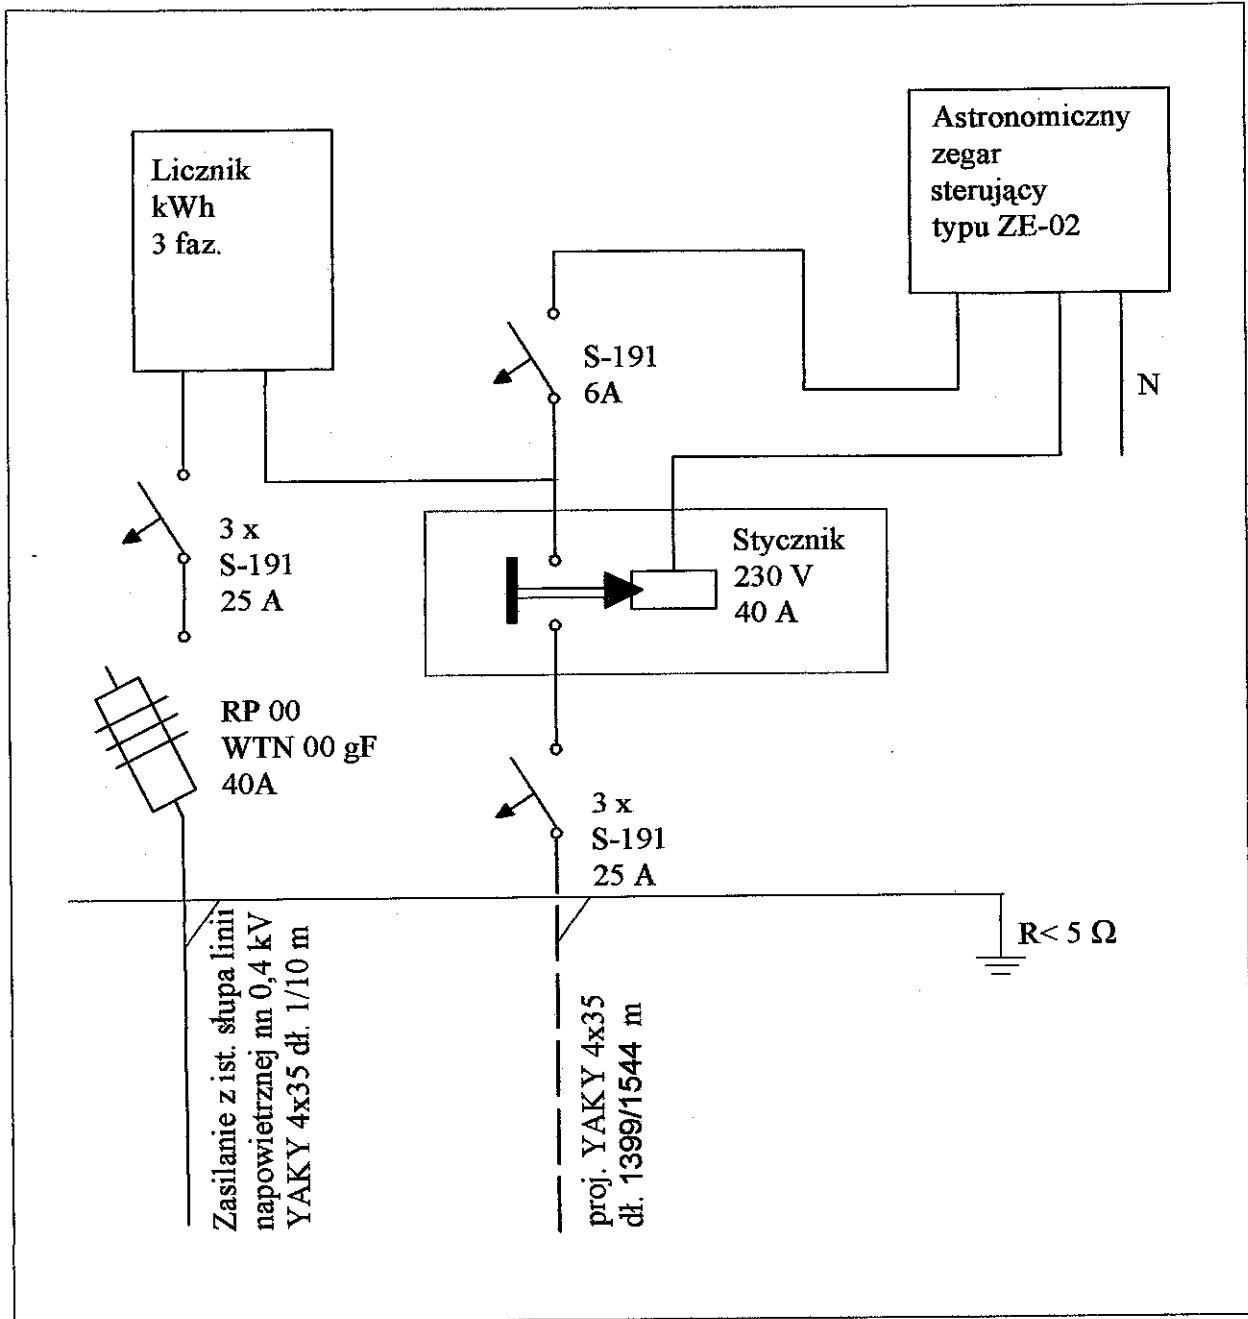 Licznik
kWh
3 faz.
Astronomiczny
zegar
sterujący
typu ZE-02
S-191
6A
N
3 x
S-191
25 A
Stycznik
230 V
40 A
RP 00
WTN 00 gF
40A
3 x
S-191
25 A
R< 5 Ω
Zasilanie z ist. słupa linii
napowietrznej nn 0,4 kV
YAKY 4x35 dł. 1/10 m
proj. YAKY 4x35
dł. 1399/1544 m